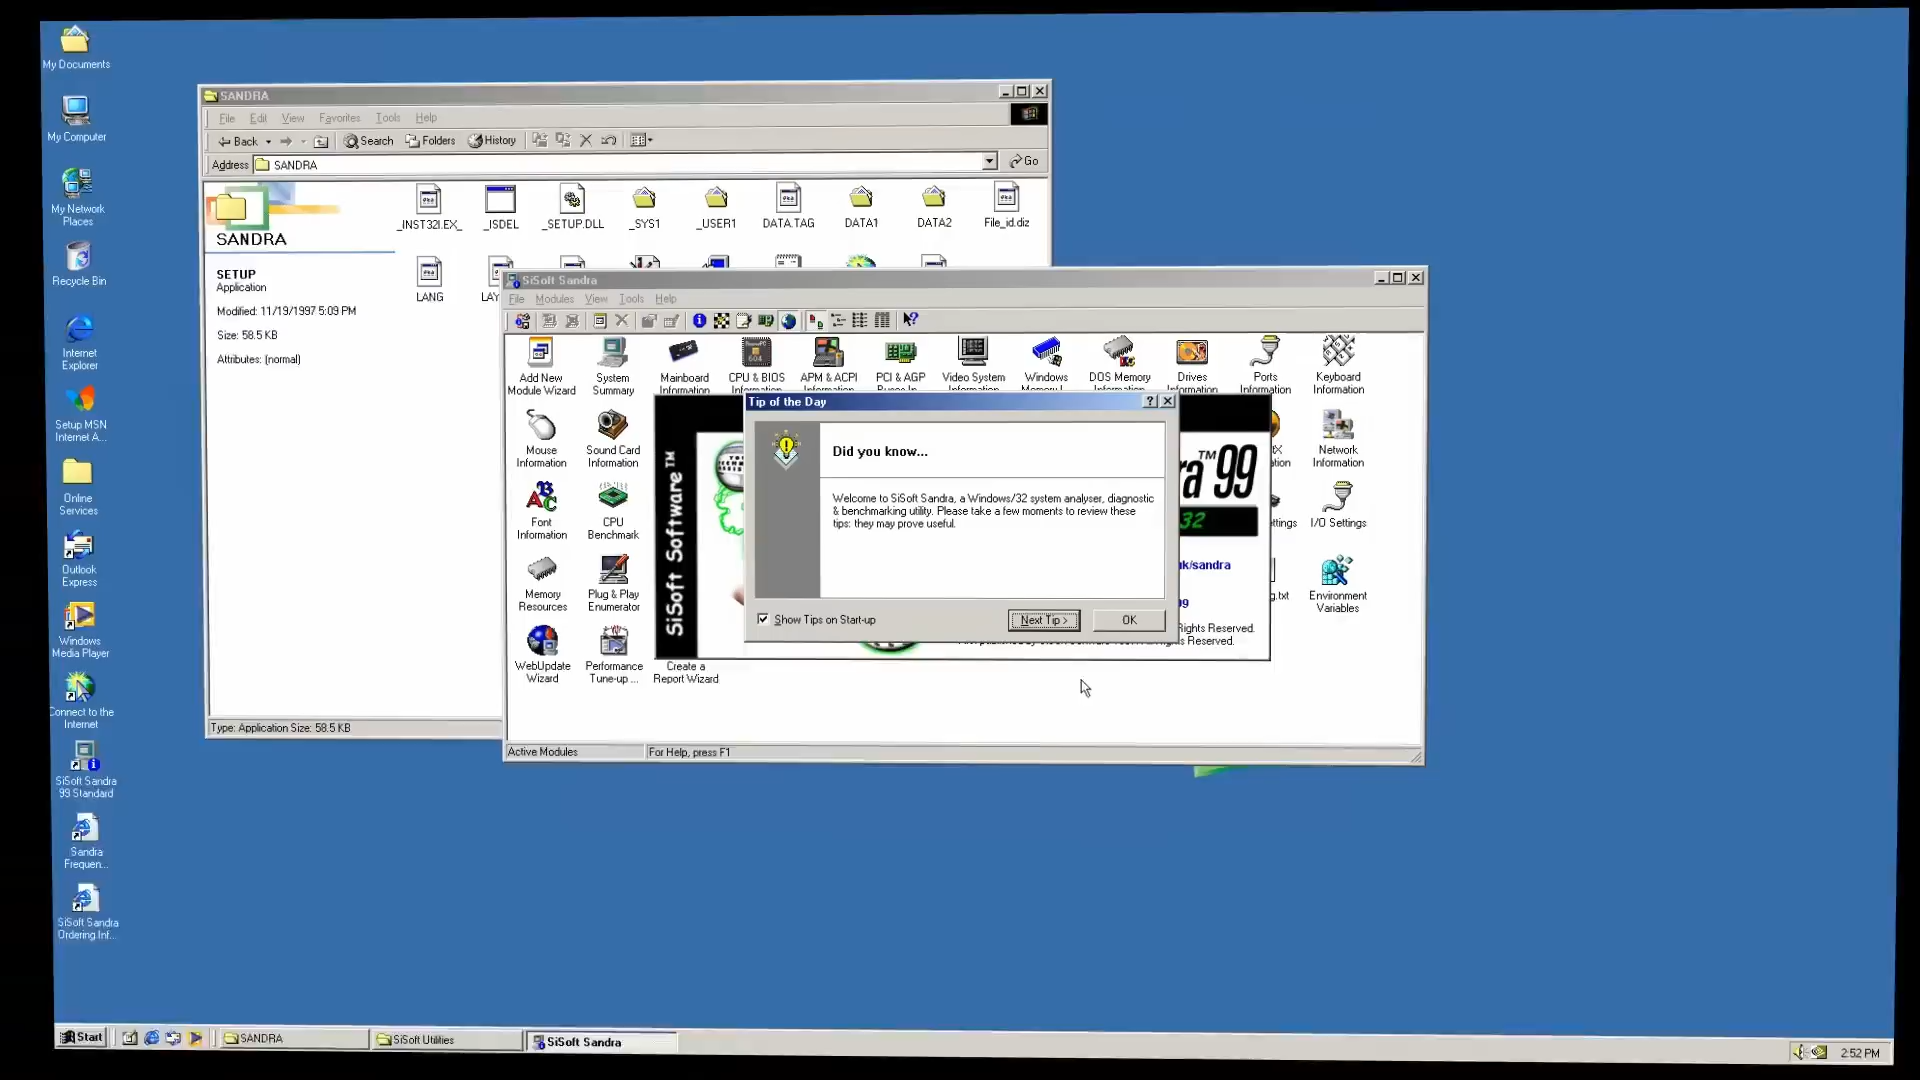 My Documents
My Computer
My Network
Places
Recycle Bin
Internet
Explorer
Setup MSN
Internet A...
Online
Services
Outlook
Express
Windows
Media Player
Connect to the
Internet
SiSoft Sandra
99 Standard
Sandra
Frequen...
SiSoft Sandra
Ordering Inf...
SANDRA
File Edit View Favorites Tools Help
Back Search Folders History
Address SANDRA Go
_INST32I.EX_ _ISDEL _SETUP.DLL _SYS1 _USER1 DATA.TAG DATA1 DATA2 File_id.diz
SANDRA
SETUP
Application
Modified: 11/19/1997 5:09 PM
Size: 58.5 KB
Attributes: (normal)
LANG
Type: Application Size: 58.5 KB
SiSoft Sandra
File Modules View Tools Help
Add New
Module Wizard
System
Summary
Mainboard
Information
CPU & BIOS
Information
APM & ACPI
Information
PCI & AGP
Video System
Information
Windows
DOS Memory
Information
Drives
Information
Ports
Information
Keyboard
Information
Mouse
Information
Sound Card
Information
Network
Information
Font
Information
CPU
Benchmark
I/O Settings
Memory
Resources
Plug & Play
Enumerator
Environment
Variables
WebUpdate
Wizard
Performance
Tune-up ...
Create a
Report Wizard
SiSoft Software™
ra™99
32
uk/sandra
Rights Reserved.
s Reserved.
Tip of the Day
Did you know...
Welcome to SiSoft Sandra, a Windows/32 system analyser, diagnostic
& benchmarking utility. Please take a few moments to review these
tips: they may prove useful.
Show Tips on Start-up
Next Tip >
OK
Active Modules
For Help, press F1
Start
SANDRA
SiSoft Utilities
SiSoft Sandra
2:52 PM